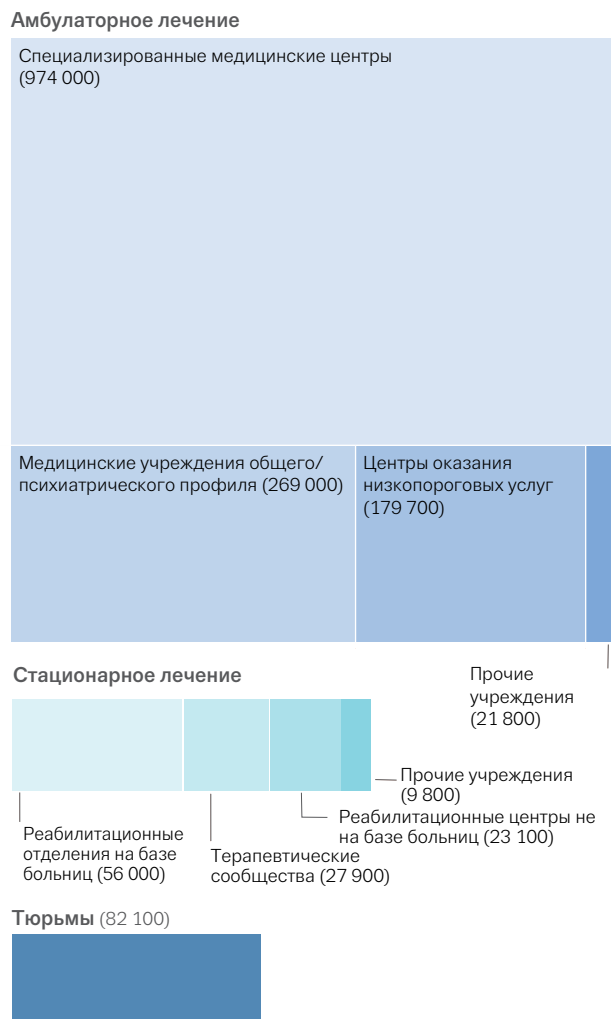 Амбулаторное лечение
Специализированные медицинские центры
(974 000)
Медицинские учреждения общего/
психиатрического профиля (269 000)
Центры оказания
низкопороговых услуг
(179 700)
Прочие
учреждения
(21 800)
Стационарное лечение
Прочие учреждения
(9 800)
Реабилитационные центры не
на базе больниц (23 100)
Реабилитационные
отделения на базе
больниц (56 000)
Терапевтические
сообщества (27 900)
Тюрьмы (82 100)